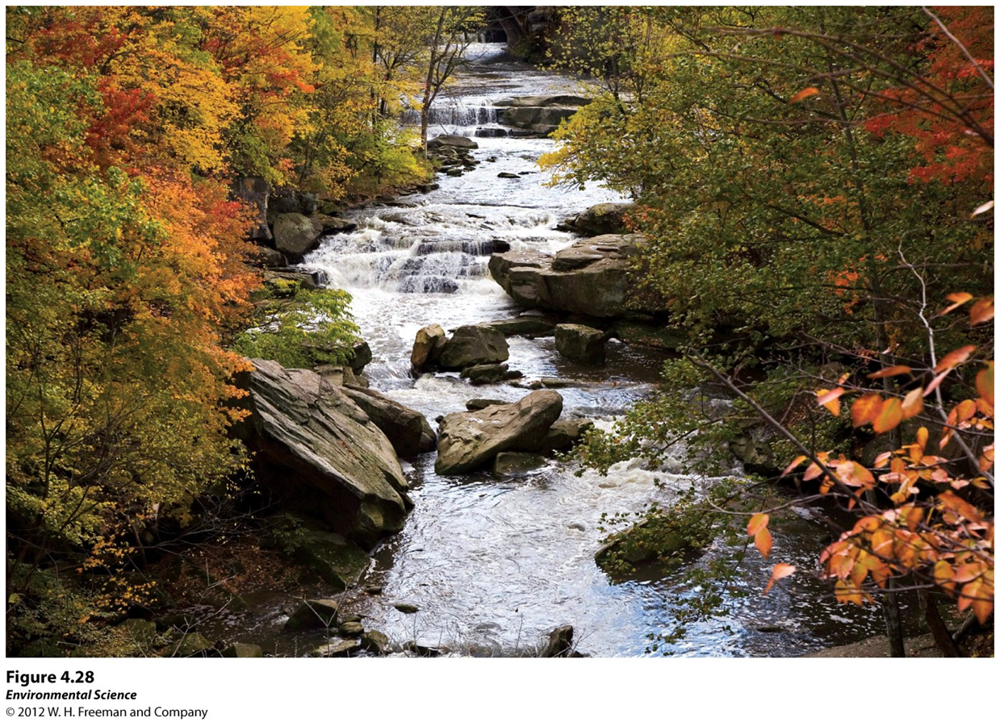 Figure 4.28
Environmental Science
© 2012 W. H. Freeman and Company